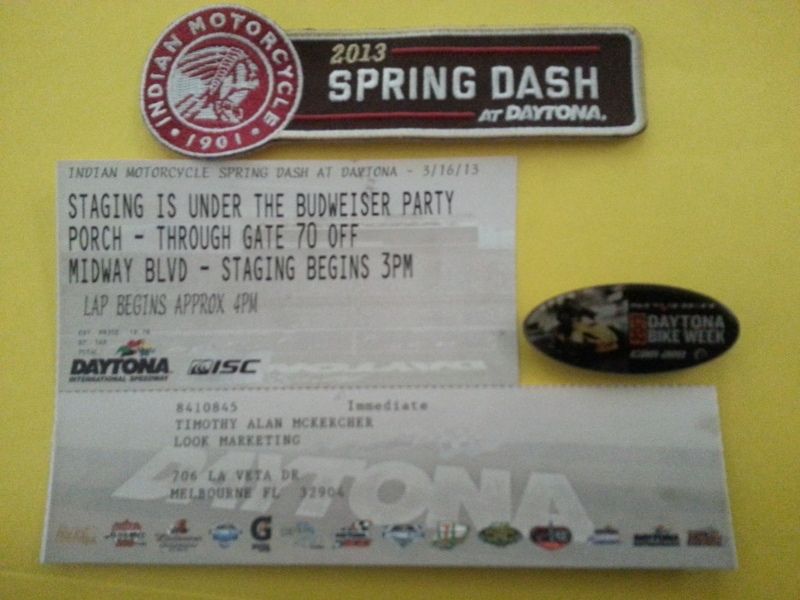 INDIAN MOTORCYCLE
1901
2013
SPRING DASH
AT DAYTONA.
INDIAN MOTORCYCLE SPRING DASH AT DAYTONA - 3/16/13
STAGING IS UNDER THE BUDWEISER PARTY
PORCH - THROUGH GATE 70 OFF
MIDWAY BLVD - STAGING BEGINS 3PM
LAP BEGINS APPROX 4PM
DAYTONA
INTERNATIONAL SPEEDWAY
ISC
DAYTONA
BIKE WEEK
8410845 Immediate
TIMOTHY ALAN MCKERCHER
LOOK MARKETING
706 LA VETA DR
MELBOURNE FL 32904
DAYTONA
G
DAYTONA